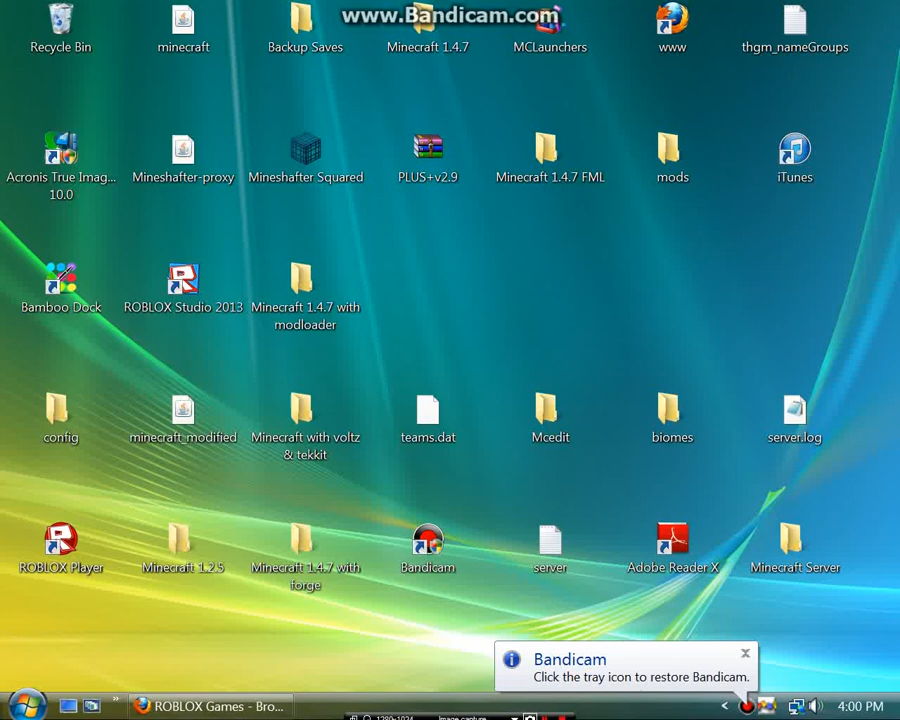 www.Bandicam.com
Recycle Bin
minecraft
Backup Saves
Minecraft 1.4.7
MCLaunchers
www
thgm_nameGroups
Acronis True Imag...
10.0
Mineshafter-proxy
Mineshafter Squared
PLUS+v2.9
Minecraft 1.4.7 FML
mods
iTunes
Bamboo Dock
ROBLOX Studio 2013
Minecraft 1.4.7 with
modloader
config
minecraft_modified
Minecraft with voltz
& tekkit
teams.dat
Mcedit
biomes
server.log
ROBLOX Player
Minecraft 1.2.5
Minecraft 1.4.7 with
forge
Bandicam
server
Adobe Reader X
Minecraft Server
Bandicam
Click the tray icon to restore Bandicam.
ROBLOX Games - Bro...
1280x1024
Image capture
4:00 PM